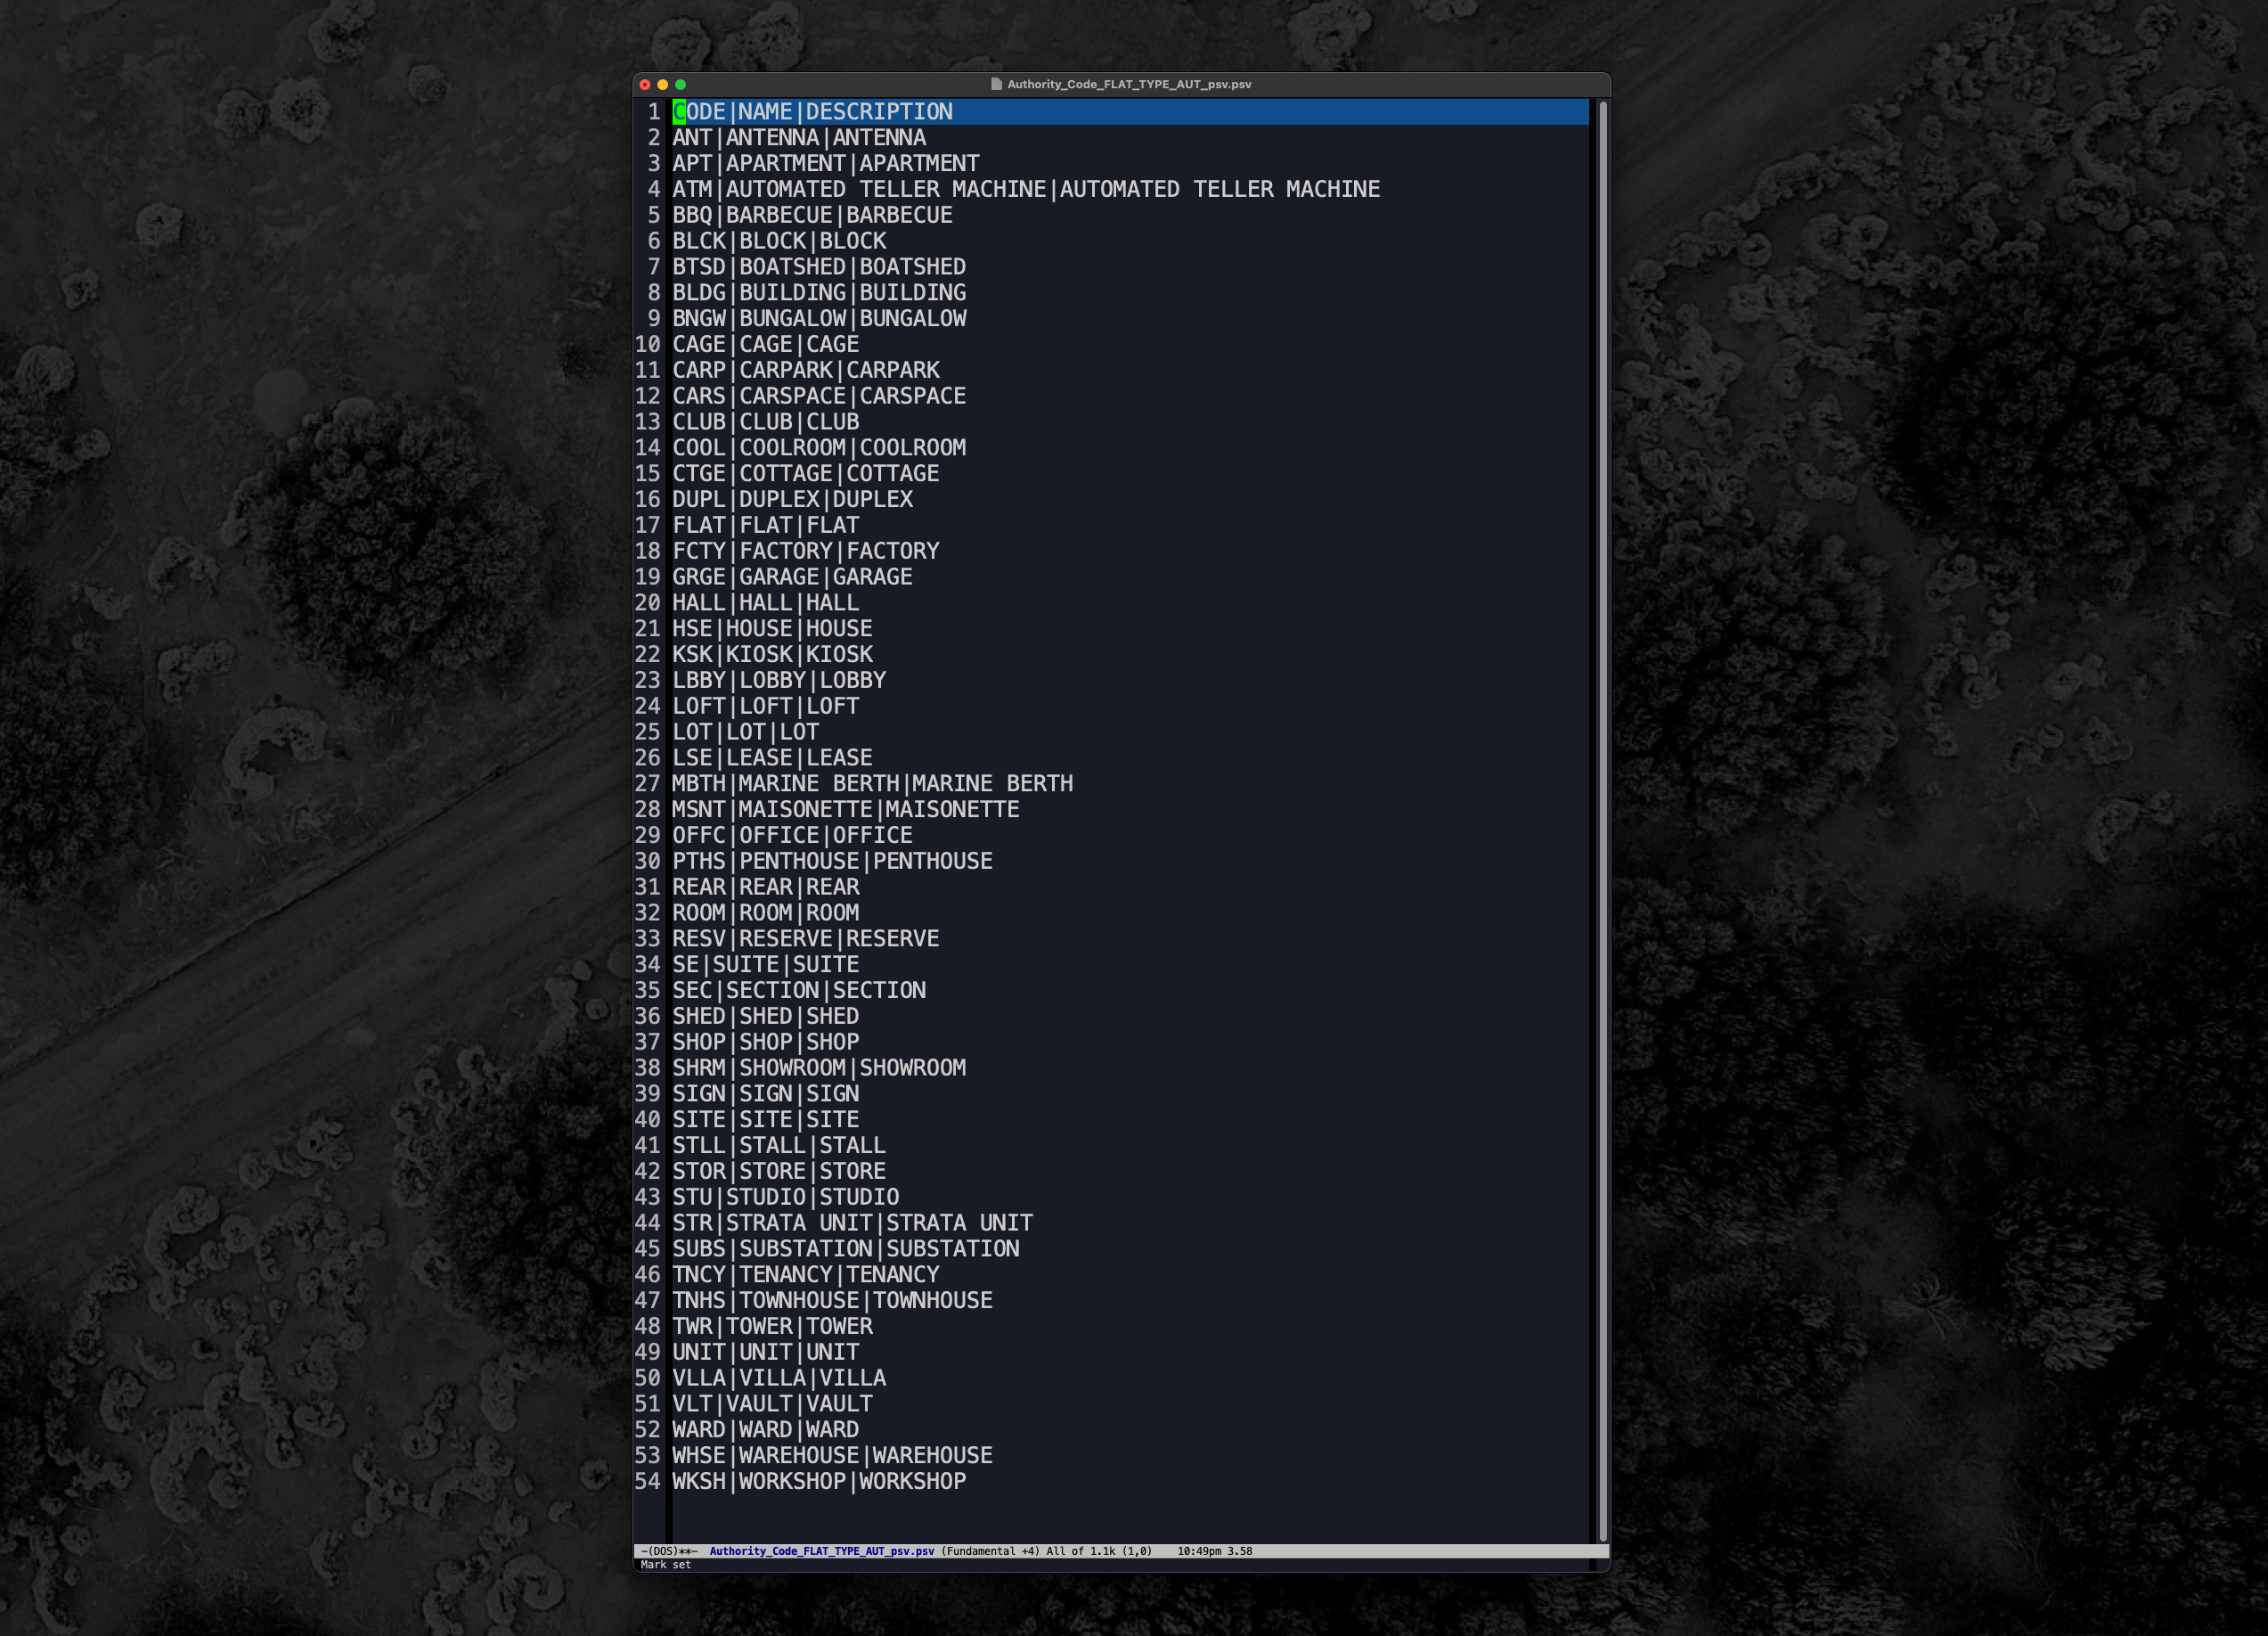 Authority_Code_FLAT_TYPE_AUT_psv.psv
1 CODE|NAME|DESCRIPTION
2 ANT|ANTENNA|ANTENNA
3 APT|APARTMENT|APARTMENT
4 ATM|AUTOMATED TELLER MACHINE|AUTOMATED TELLER MACHINE
5 BBQ|BARBECUE|BARBECUE
6 BLCK|BLOCK|BLOCK
7 BTSD|BOATSHED|BOATSHED
8 BLDG|BUILDING|BUILDING
9 BNGW|BUNGALOW|BUNGALOW
10 CAGE|CAGE|CAGE
11 CARP|CARPARK|CARPARK
12 CARS|CARSPACE|CARSPACE
13 CLUB|CLUB|CLUB
14 COOL|COOLROOM|COOLROOM
15 CTGE|COTTAGE|COTTAGE
16 DUPL|DUPLEX|DUPLEX
17 FLAT|FLAT|FLAT
18 FCTY|FACTORY|FACTORY
19 GRGE|GARAGE|GARAGE
20 HALL|HALL|HALL
21 HSE|HOUSE|HOUSE
22 KSK|KIOSK|KIOSK
23 LBBY|LOBBY|LOBBY
24 LOFT|LOFT|LOFT
25 LOT|LOT|LOT
26 LSE|LEASE|LEASE
27 MBTH|MARINE BERTH|MARINE BERTH
28 MSNT|MAISONETTE|MAISONETTE
29 OFFC|OFFICE|OFFICE
30 PTHS|PENTHOUSE|PENTHOUSE
31 REAR|REAR|REAR
32 ROOM|ROOM|ROOM
33 RESV|RESERVE|RESERVE
34 SE|SUITE|SUITE
35 SEC|SECTION|SECTION
36 SHED|SHED|SHED
37 SHOP|SHOP|SHOP
38 SHRM|SHOWROOM|SHOWROOM
39 SIGN|SIGN|SIGN
40 SITE|SITE|SITE
41 STLL|STALL|STALL
42 STOR|STORE|STORE
43 STU|STUDIO|STUDIO
44 STR|STRATA UNIT|STRATA UNIT
45 SUBS|SUBSTATION|SUBSTATION
46 TNCY|TENANCY|TENANCY
47 TNHS|TOWNHOUSE|TOWNHOUSE
48 TWR|TOWER|TOWER
49 UNIT|UNIT|UNIT
50 VLLA|VILLA|VILLA
51 VLT|VAULT|VAULT
52 WARD|WARD|WARD
53 WHSE|WAREHOUSE|WAREHOUSE
54 WKSH|WORKSHOP|WORKSHOP
-(DOS)**- Authority_Code_FLAT_TYPE_AUT_psv.psv (Fundamental +4) All of 1.1k (1,0) 10:49pm 3.58
Mark set